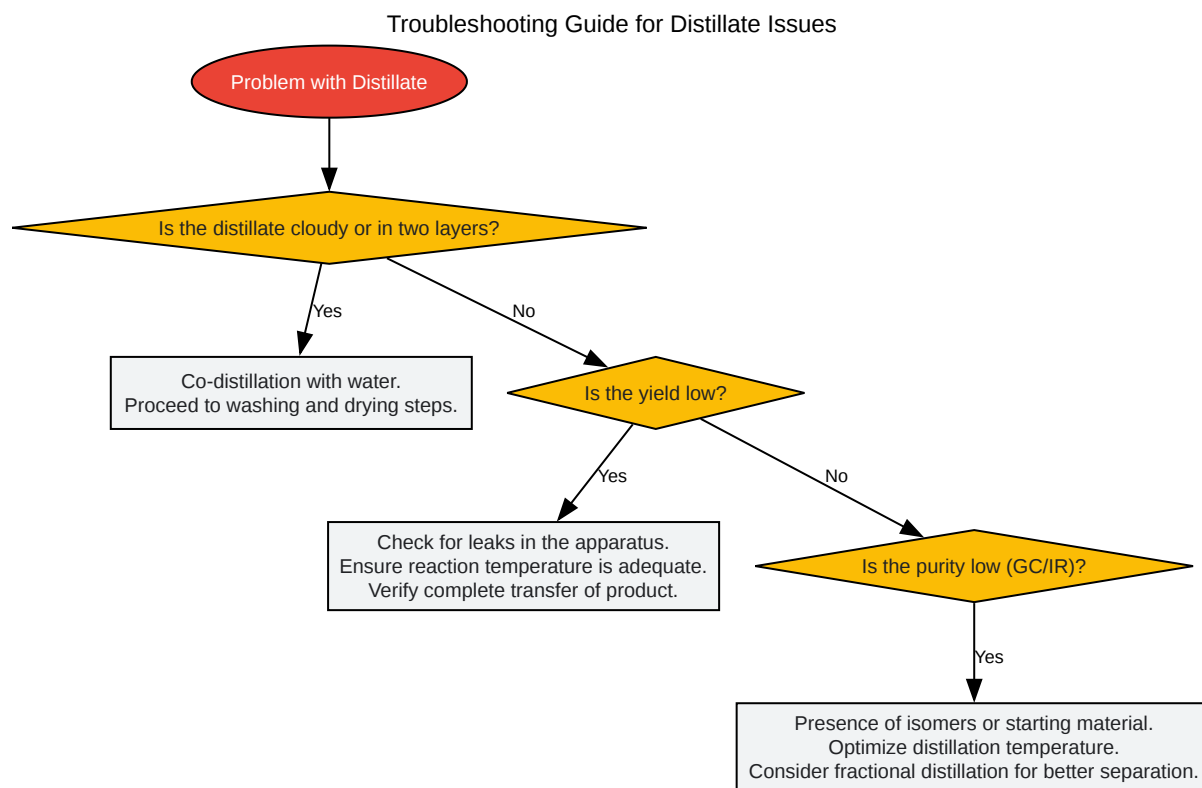 Troubleshooting Guide for Distillate Issues
Problem with Distillate
Is the distillate cloudy or in two layers?
Yes
No
Co-distillation with water.
Proceed to washing and drying steps.
Is the yield low?
Yes
No
Check for leaks in the apparatus.
Ensure reaction temperature is adequate.
Verify complete transfer of product.
Is the purity low (GC/IR)?
Yes
Presence of isomers or starting material.
Optimize distillation temperature.
Consider fractional distillation for better separation.